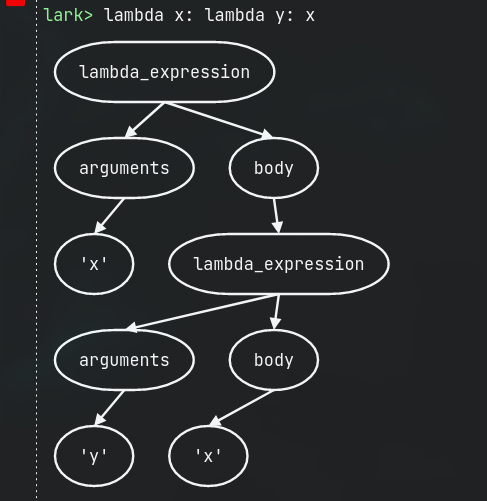 lark> lambda x: lambda y: x
lambda_expression
arguments body
'x'
lambda_expression
arguments body
'y' 'x'